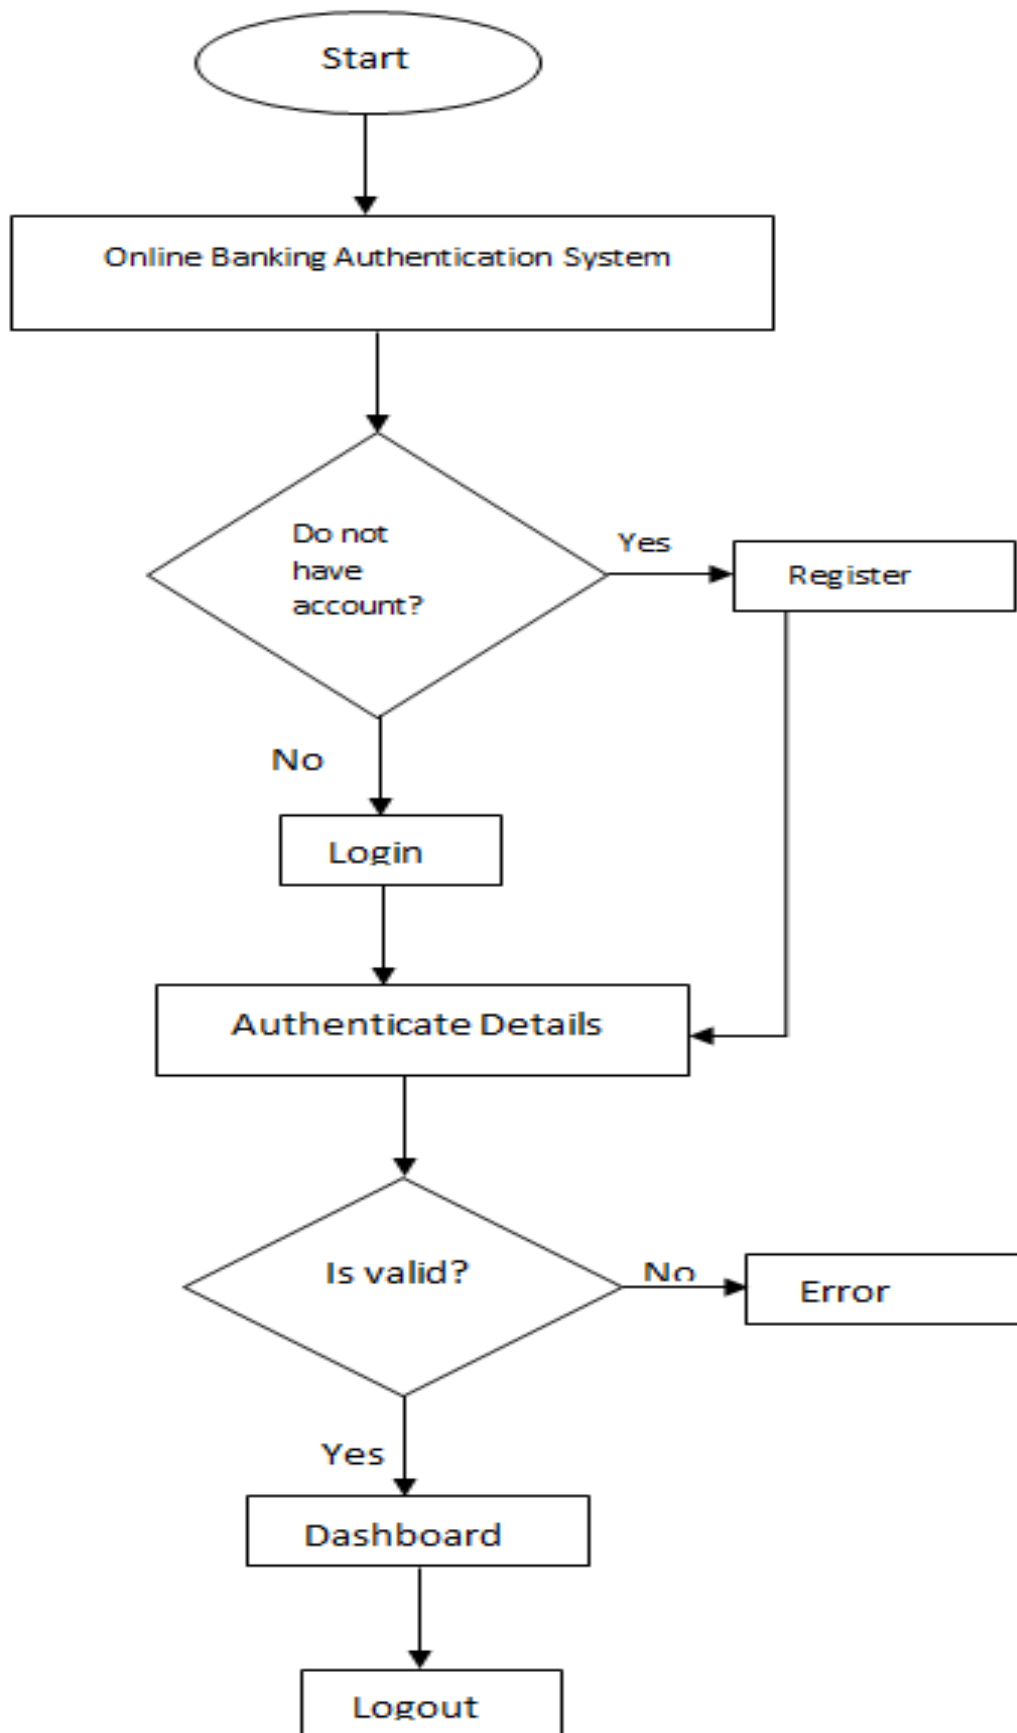 Start
Online Banking Authentication System
Do not
have
account?
Yes
Register
No
Login
Authenticate Details
Is valid?
No
Error
Yes
Dashboard
Logout